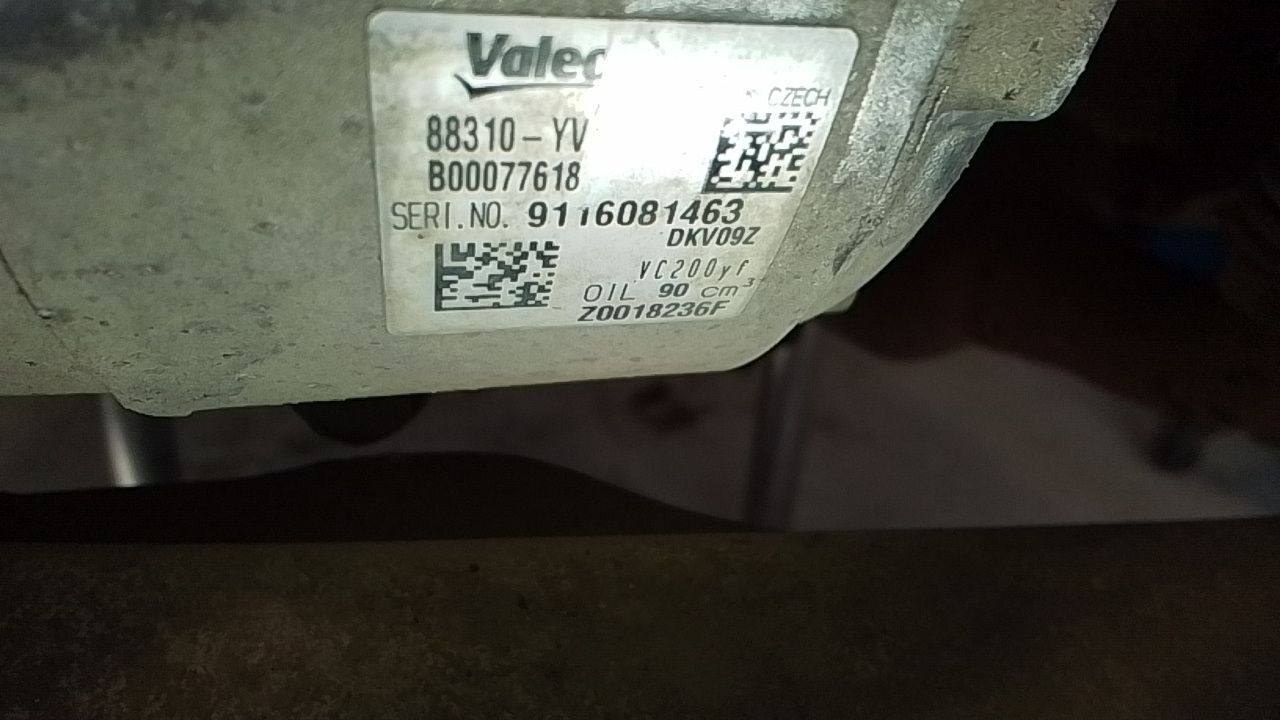 Valeo
CZECH
88310-YV
B00077618
SERI.NO. 9116081463
DKV09Z
VC200yf
OIL 90 cm³
Z0018236F